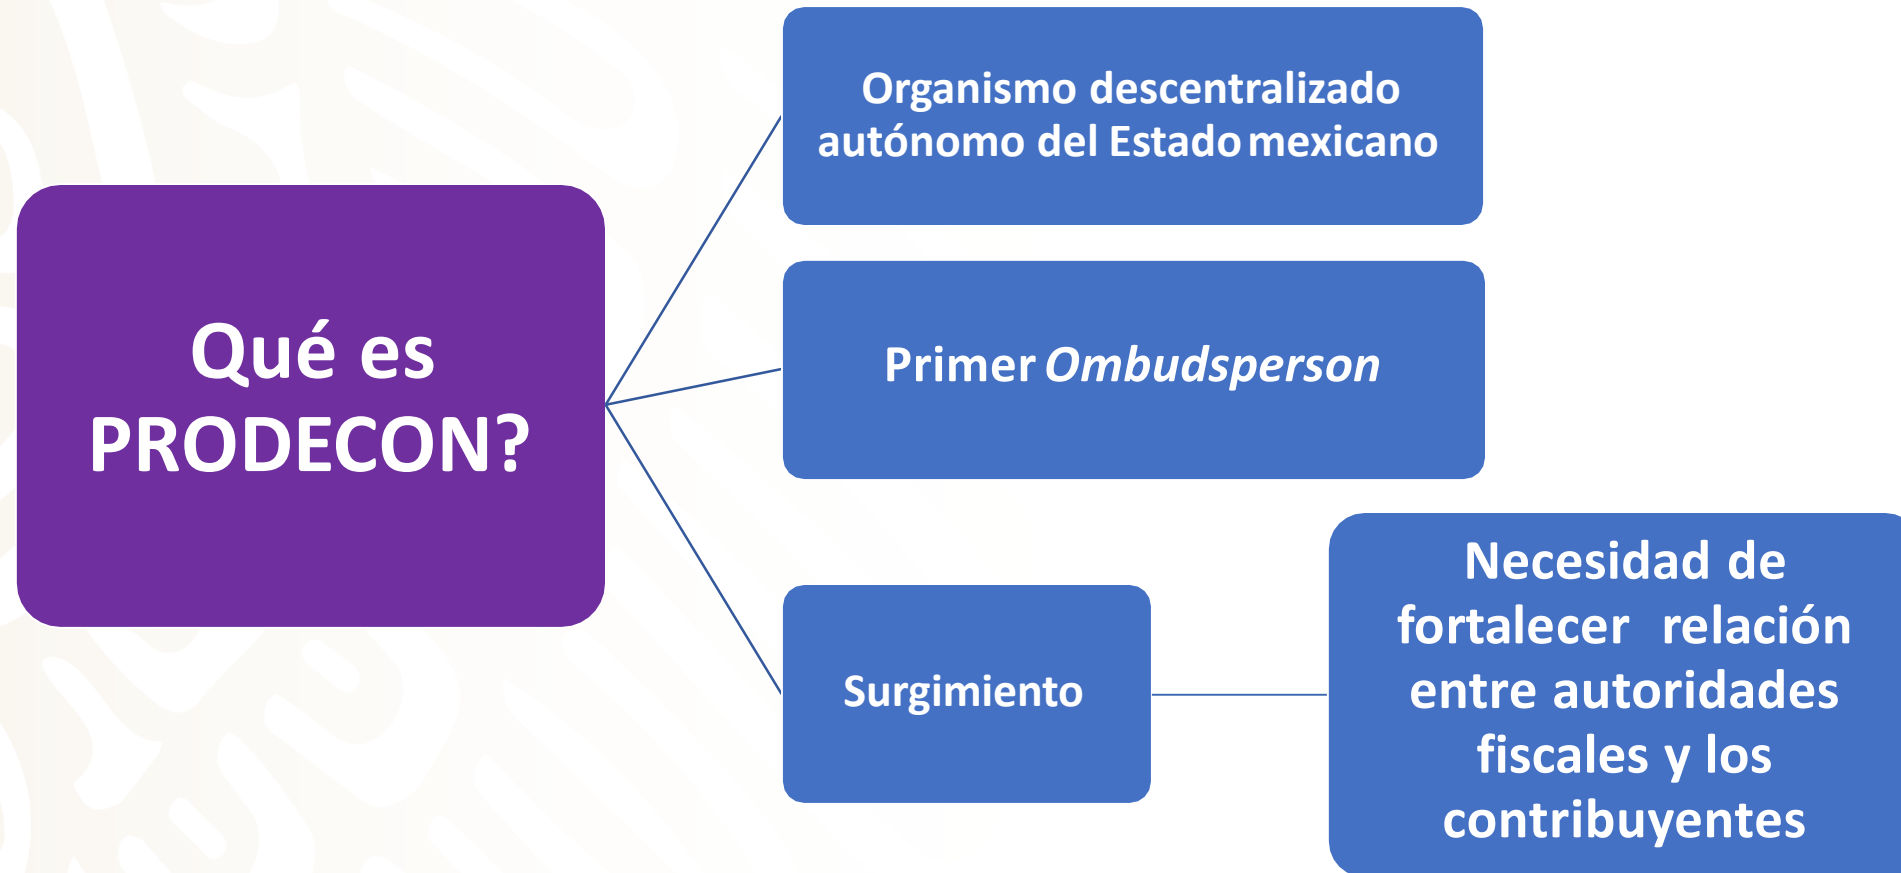 Qué es
PRODECON?
Organismo descentralizado
autónomo del Estado mexicano
Primer Ombudsperson
Surgimiento
Necesidad de
fortalecer relación
entre autoridades
fiscales y los
contribuyentes